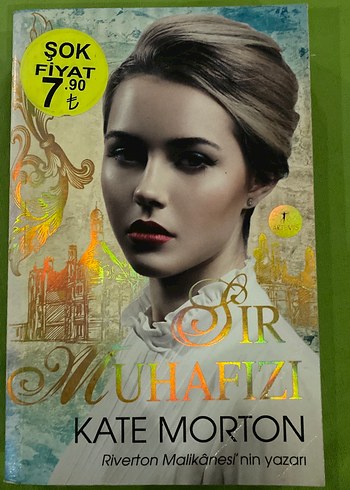 ŞOK
FİYAT
7.90
₺
SIR
MUHAFIZI
KATE MORTON
Riverton Malikânesi'nin yazarı